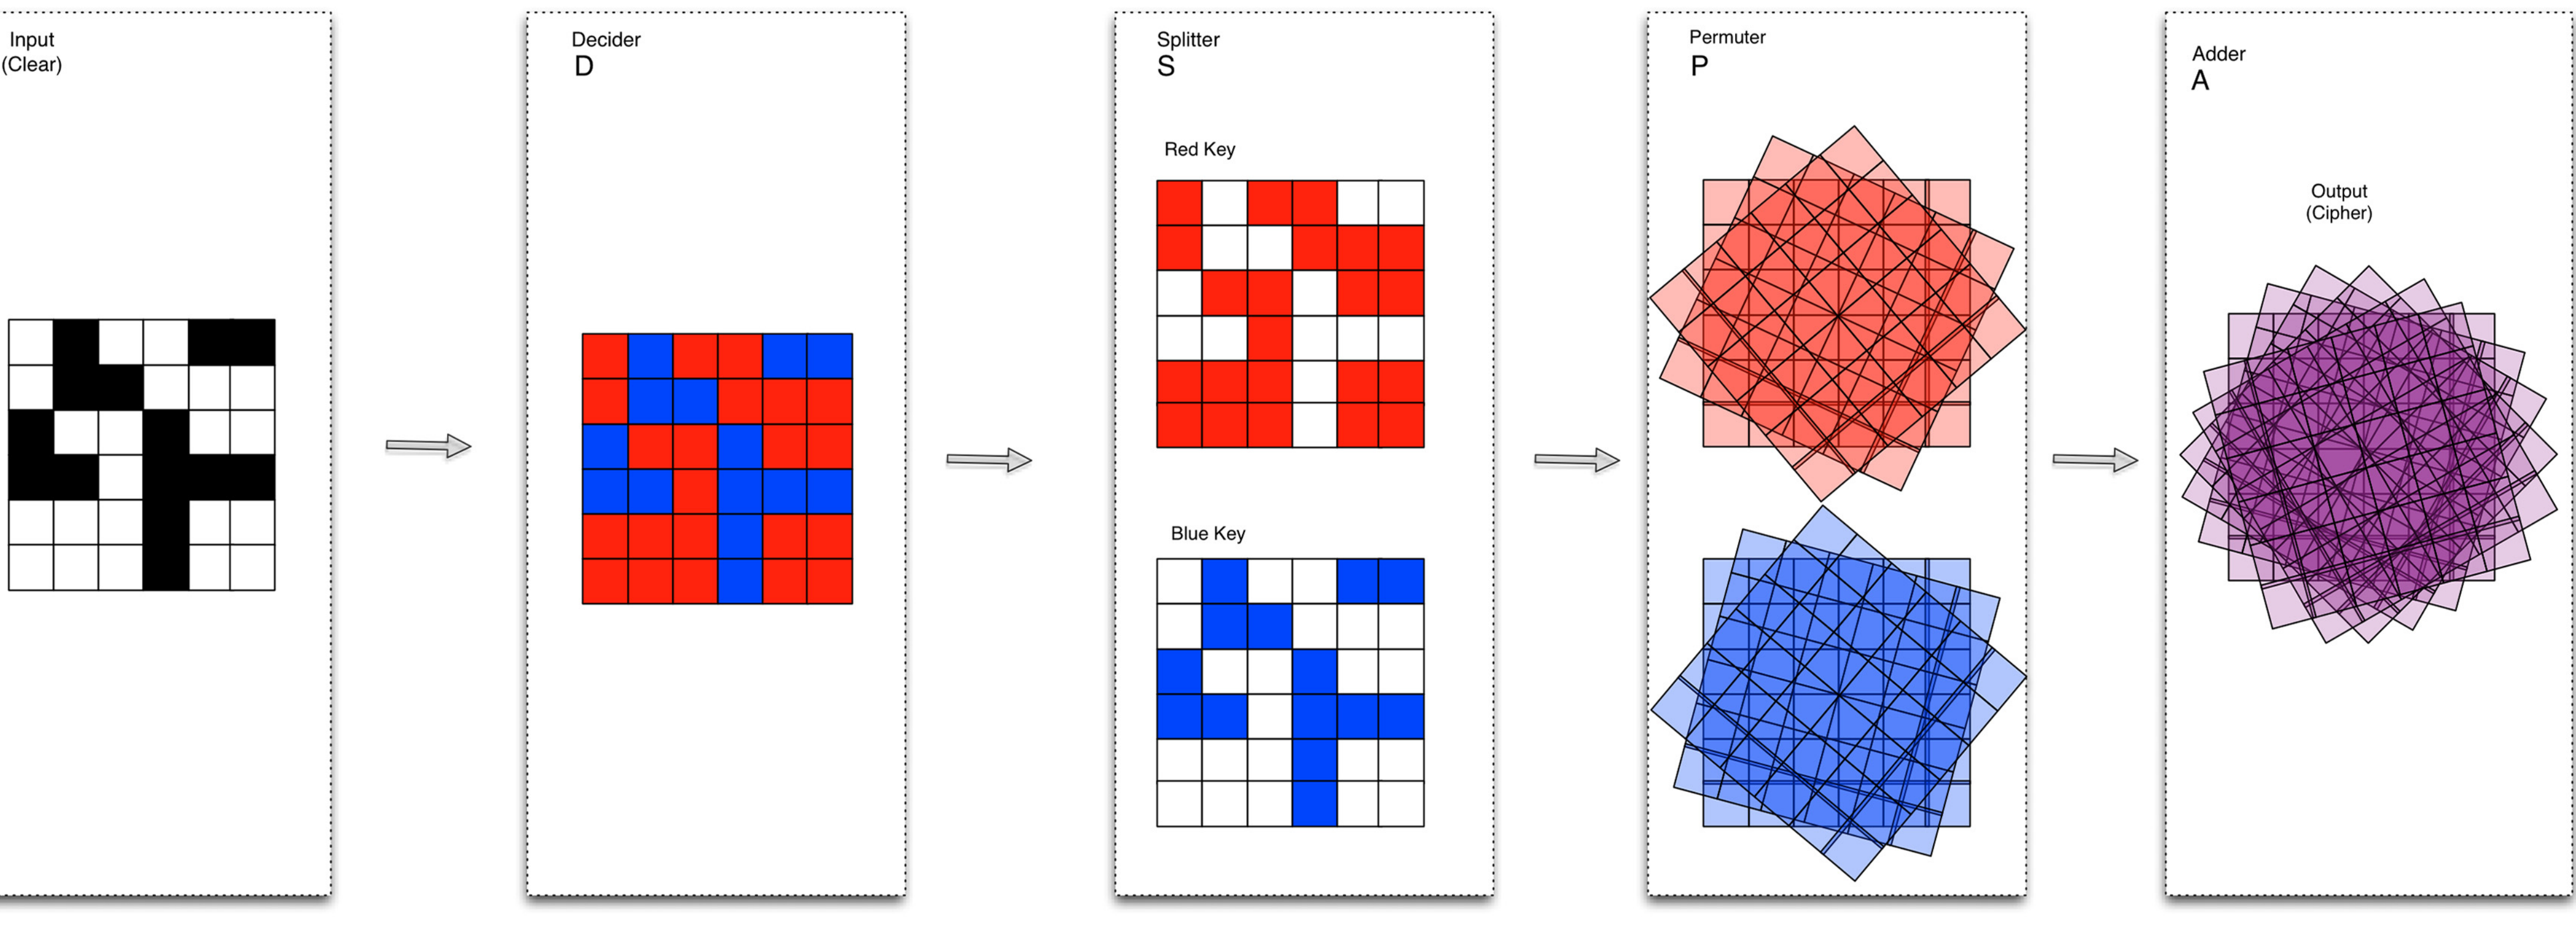 Input
(Clear)
Decider
D
Splitter
S
Red Key
Blue Key
Permuter
P
Adder
A
Output
(Cipher)